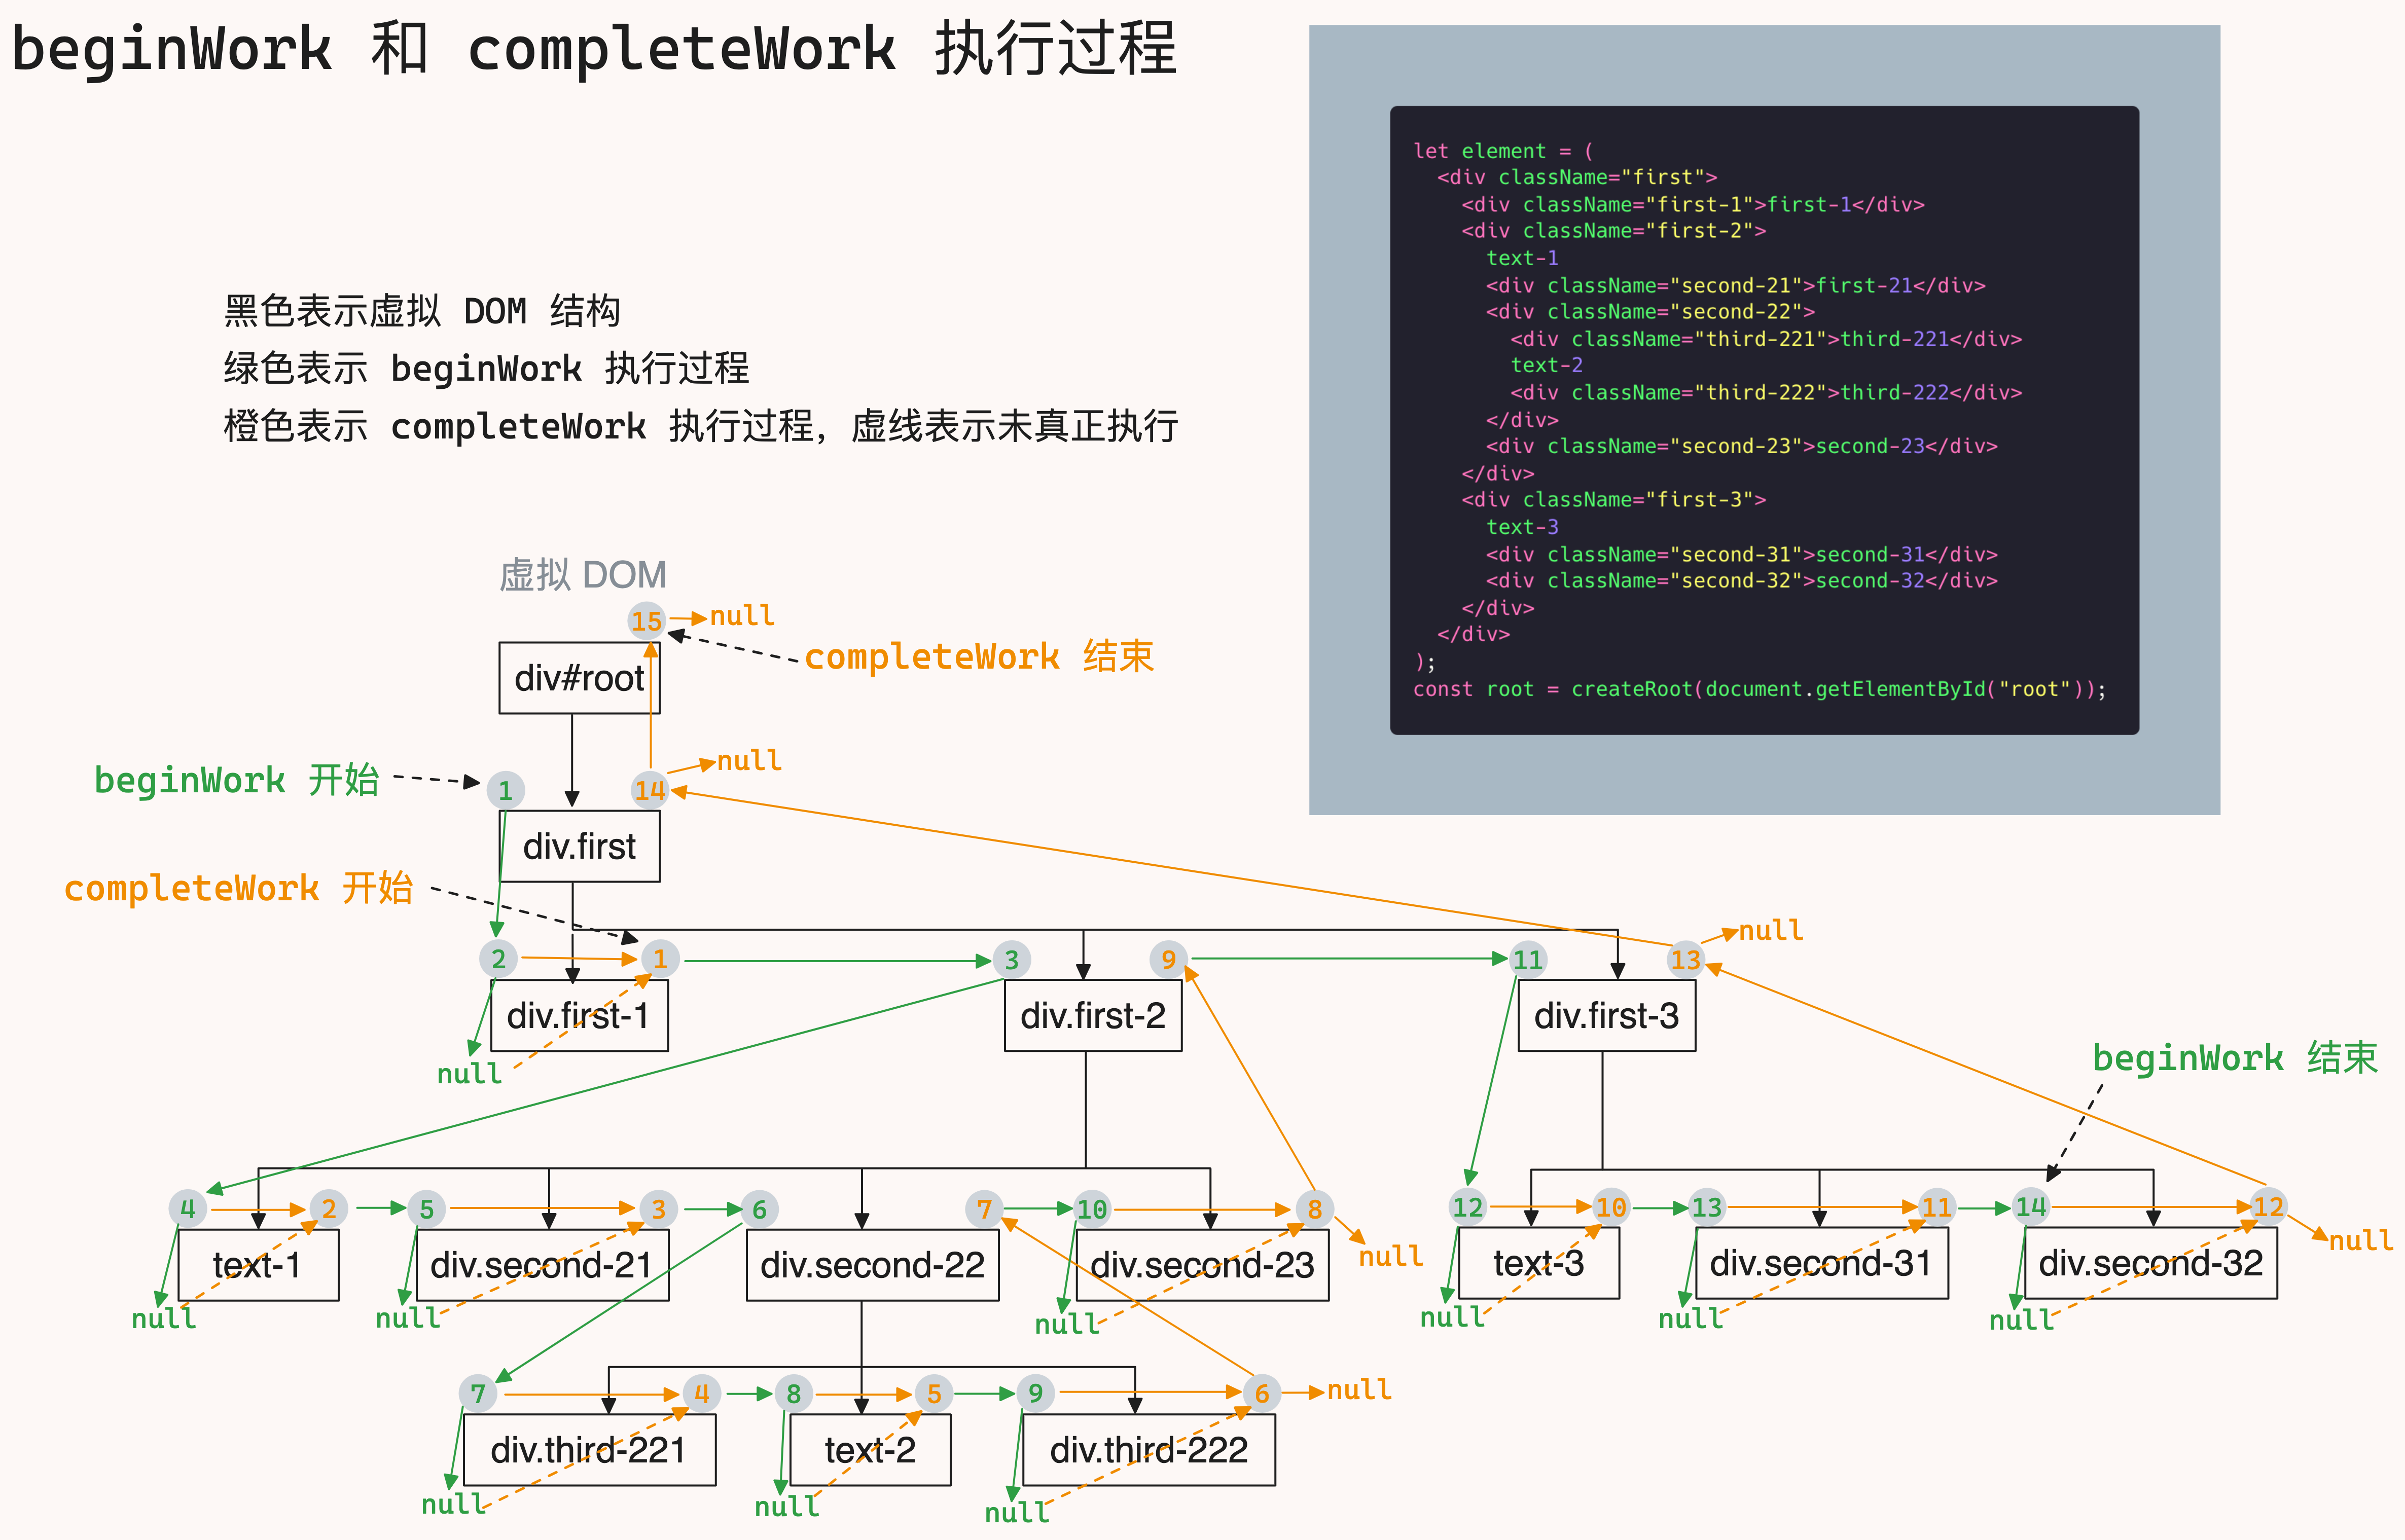 beginWork 和 completeWork 执行过程
黑色表示虚拟 DOM 结构
绿色表示 beginWork 执行过程
橙色表示 completeWork 执行过程，虚线表示未真正执行
let element = (
  <div className="first">
    <div className="first-1">first-1</div>
    <div className="first-2">
      text-1
      <div className="second-21">first-21</div>
      <div className="second-22">
        <div className="third-221">third-221</div>
        text-2
        <div className="third-222">third-222</div>
      </div>
      <div className="second-23">second-23</div>
    </div>
    <div className="first-3">
      text-3
      <div className="second-31">second-31</div>
      <div className="second-32">second-32</div>
    </div>
  </div>
);
const root = createRoot(document.getElementById("root"));
虚拟 DOM
15 null
completeWork 结束
div#root
beginWork 开始
1 14 null
div.first
completeWork 开始
2 1 3 9 11 13 null
div.first-1 div.first-2 div.first-3
null
beginWork 结束
4 2 5 3 6 7 10 8 12 10 13 11 14 12
null null
text-1 div.second-21 div.second-22 div.second-23 text-3 div.second-31 div.second-32
null null null null null null
7 4 8 5 9 6 null
div.third-221 text-2 div.third-222
null null null